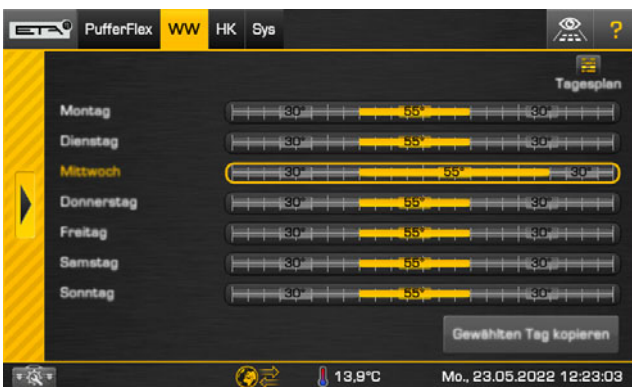 ETA PufferFlex WW HK Sys ?
Tagesplan
Montag 30° 55° 30°
Dienstag 30° 55° 30°
Mittwoch 30° 55° 30°
Donnerstag 30° 55° 30°
Freitag 30° 55° 30°
Samstag 30° 55° 30°
Sonntag 30° 55° 30°
Gewählten Tag kopieren
13,9°C Mo., 23.05.2022 12:23:03